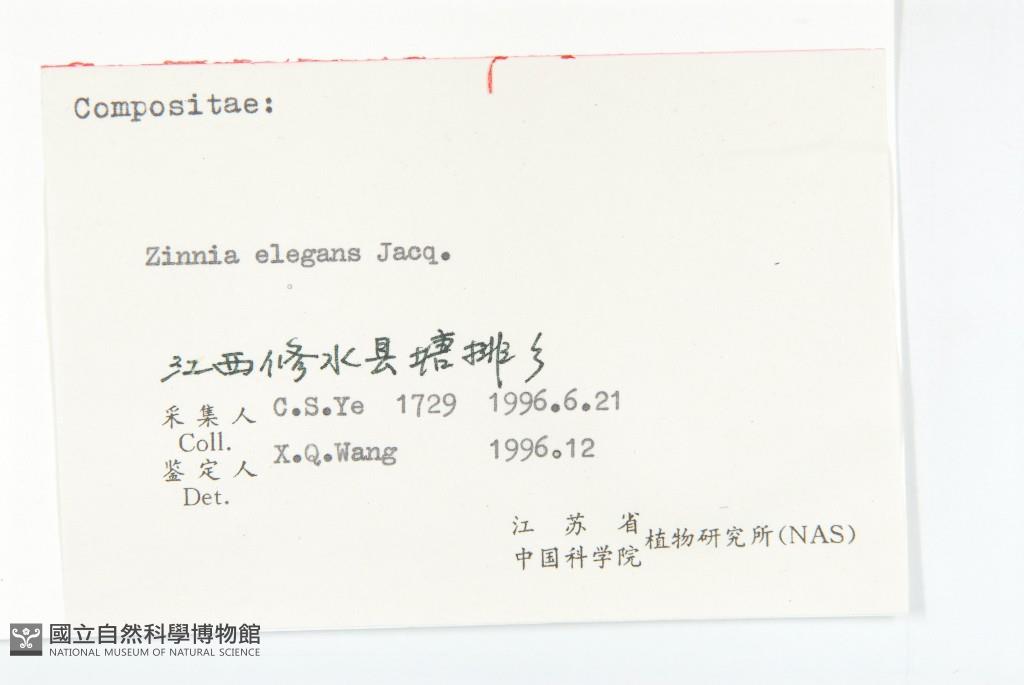 Compositae:
Zinnia elegans Jacq.
江西修水县塘排乡
采集人 C.S.Ye 1729 1996.6.21
Coll.
鉴定人 X.Q.Wang 1996.12
Det.
江苏省
中国科学院 植物研究所(NAS)
國立自然科學博物館
NATIONAL MUSEUM OF NATURAL SCIENCE